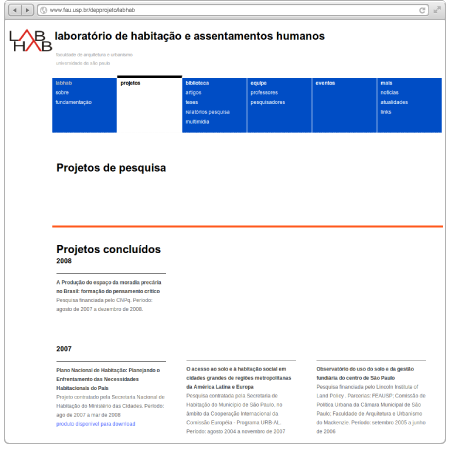 www.fau.usp.br/depprojeto/labhab
LAB
HAB
laboratório de habitação e assentamentos humanos
faculdade de arquitetura e urbanismo
universidade de são paulo
labhab
sobre
fundamentação
projetos
biblioteca
artigos
teses
relatórios pesquisa
multimídia
equipe
professores
pesquisadores
eventos
mais
notícias
atualidades
links
Projetos de pesquisa
Projetos concluídos
2008
A Produção do espaço da moradia precária
no Brasil: formação do pensamento crítico
Pesquisa financiada pelo CNPq. Período:
agosto de 2007 a dezembro de 2008.
2007
Plano Nacional de Habitação: Planejando o
Enfrentamento das Necessidades
Habitacionais do País
Projeto contratado pela Secretaria Nacional de
Habitação do Ministério das Cidades. Período:
ago de 2007 a mai de 2008
produto disponível para download
O acesso ao solo e à habitação social em
cidades grandes de regiões metropolitanas
da América Latina e Europa
Pesquisa contratada pela Secretaria de
Habitação do Município de São Paulo, no
âmbito da Cooperação Internacional da
Comissão Européia - Programa URB-AL.
Período: agosto 2004 a novembro de 2007
Observatório do uso do solo e da gestão
fundiária do centro de São Paulo
Pesquisa financiada pelo Lincoln Institute of
Land Policy . Parcerias: FEAUSP; Comissão de
Política Urbana da Câmara Municipal de São
Paulo; Faculdade de Arquitetura e Urbanismo
do Mackenzie. Período: setembro 2005 a junho
de 2006